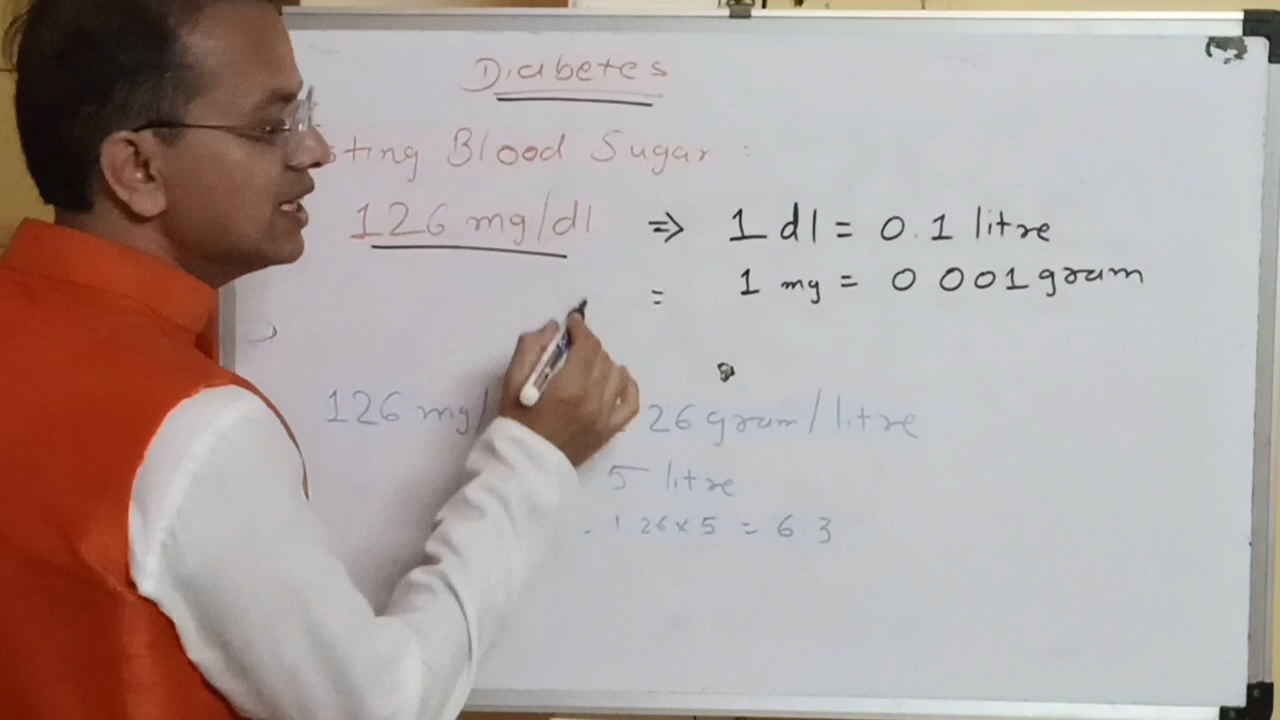 Diabetes
sting Blood Sugar :
126 mg/dl ⇒ 1 dl = 0.1 litre
= 1 mg = 0 001 gram
126 mg/ 26 gram/litre
5 litre
1 26 x 5 = 6 3